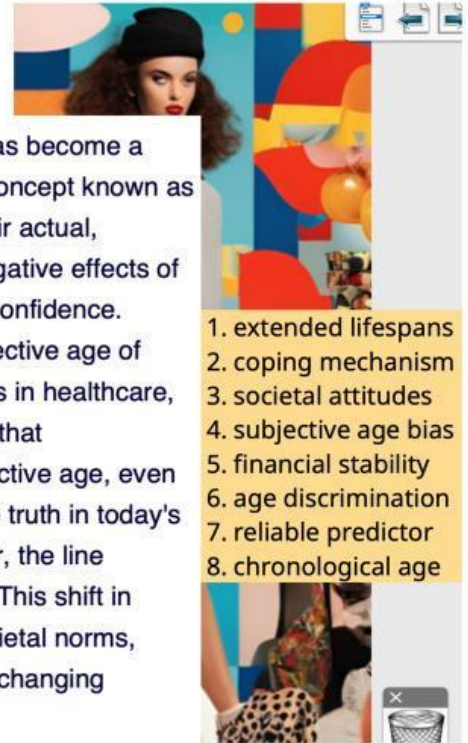 as become a
oncept known as
ir actual,
gative effects of
onfidence.
ective age of
s in healthcare,
that
ctive age, even
truth in today's
r, the line
This shift in
ietal norms,
changing
1. extended lifespans
2. coping mechanism
3. societal attitudes
4. subjective age bias
5. financial stability
6. age discrimination
7. reliable predictor
8. chronological age